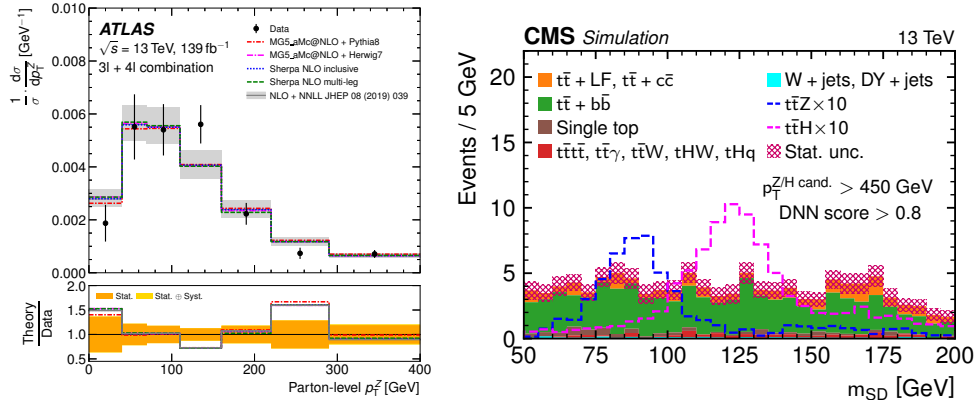 ATLAS
√s = 13 TeV, 139 fb⁻¹
3l + 4l combination
Data
MG5_aMc@NLO + Pythia8
MG5_aMc@NLO + Herwig7
Sherpa NLO inclusive
Sherpa NLO multi-leg
NLO + NNLL JHEP 08 (2019) 039
1/σ · dσ/dp_T^Z [GeV⁻¹]
0.010
0.008
0.006
0.004
0.002
0.000
Stat. Stat. ⊕ Syst.
Theory
Data
2.0
1.5
1.0
0.5
0 100 200 300 400
Parton-level p_T^Z [GeV]
CMS Simulation 13 TeV
tt̄ + LF, tt̄ + cc̄
tt̄ + bb̄
Single top
tt̄tt̄, tt̄γ, tt̄W, tHW, tHq
W + jets, DY + jets
tt̄Z×10
tt̄H×10
Stat. unc.
p_T^{Z/H cand.} > 450 GeV
DNN score > 0.8
Events / 5 GeV
20
15
10
5
0
50 75 100 125 150 175 200
m_SD [GeV]